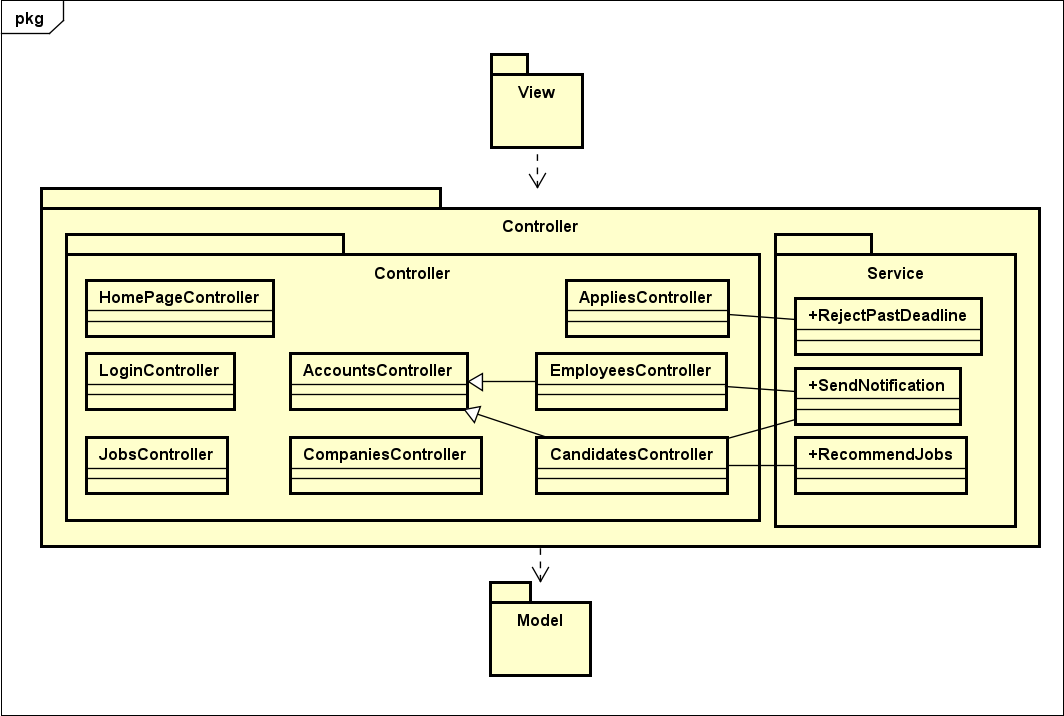 pkg
View
Controller
Controller
Service
HomePageController
AppliesController
+RejectPastDeadline
LoginController
AccountsController
EmployeesController
+SendNotification
JobsController
CompaniesController
CandidatesController
+RecommendJobs
Model